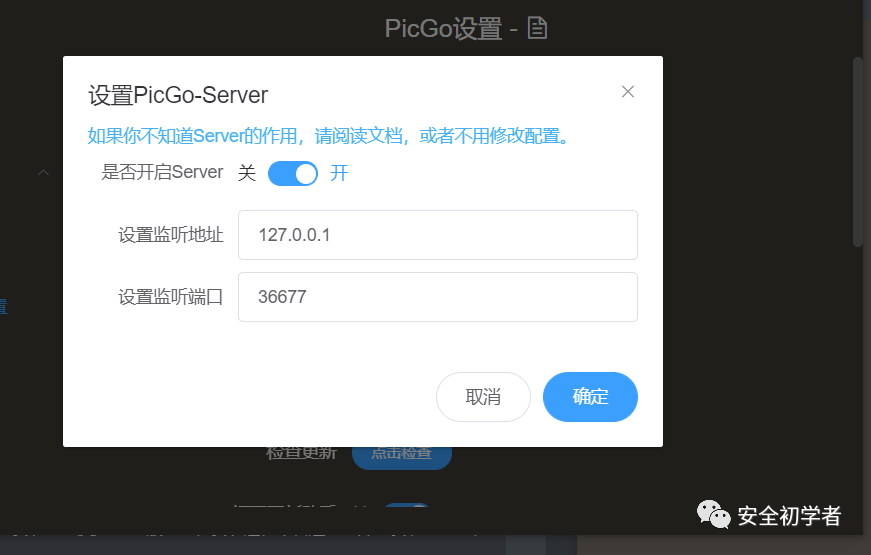 PicGo设置 -
设置PicGo-Server
如果你不知道Server的作用，请阅读文档，或者不用修改配置。
是否开启Server 关 开
设置监听地址 127.0.0.1
设置监听端口 36677
置
取消 确定
检查更新 点击检查
安全初学者